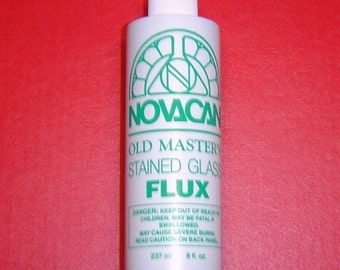 N
NOVACAN
OLD MASTER'S
STAINED GLASS
FLUX
DANGER: KEEP OUT OF REACH OF
CHILDREN, MAY BE FATAL IF
SWALLOWED.
MAY CAUSE SEVERE BURNS
READ CAUTION ON BACK PANEL
237 ml 8 fl. oz.